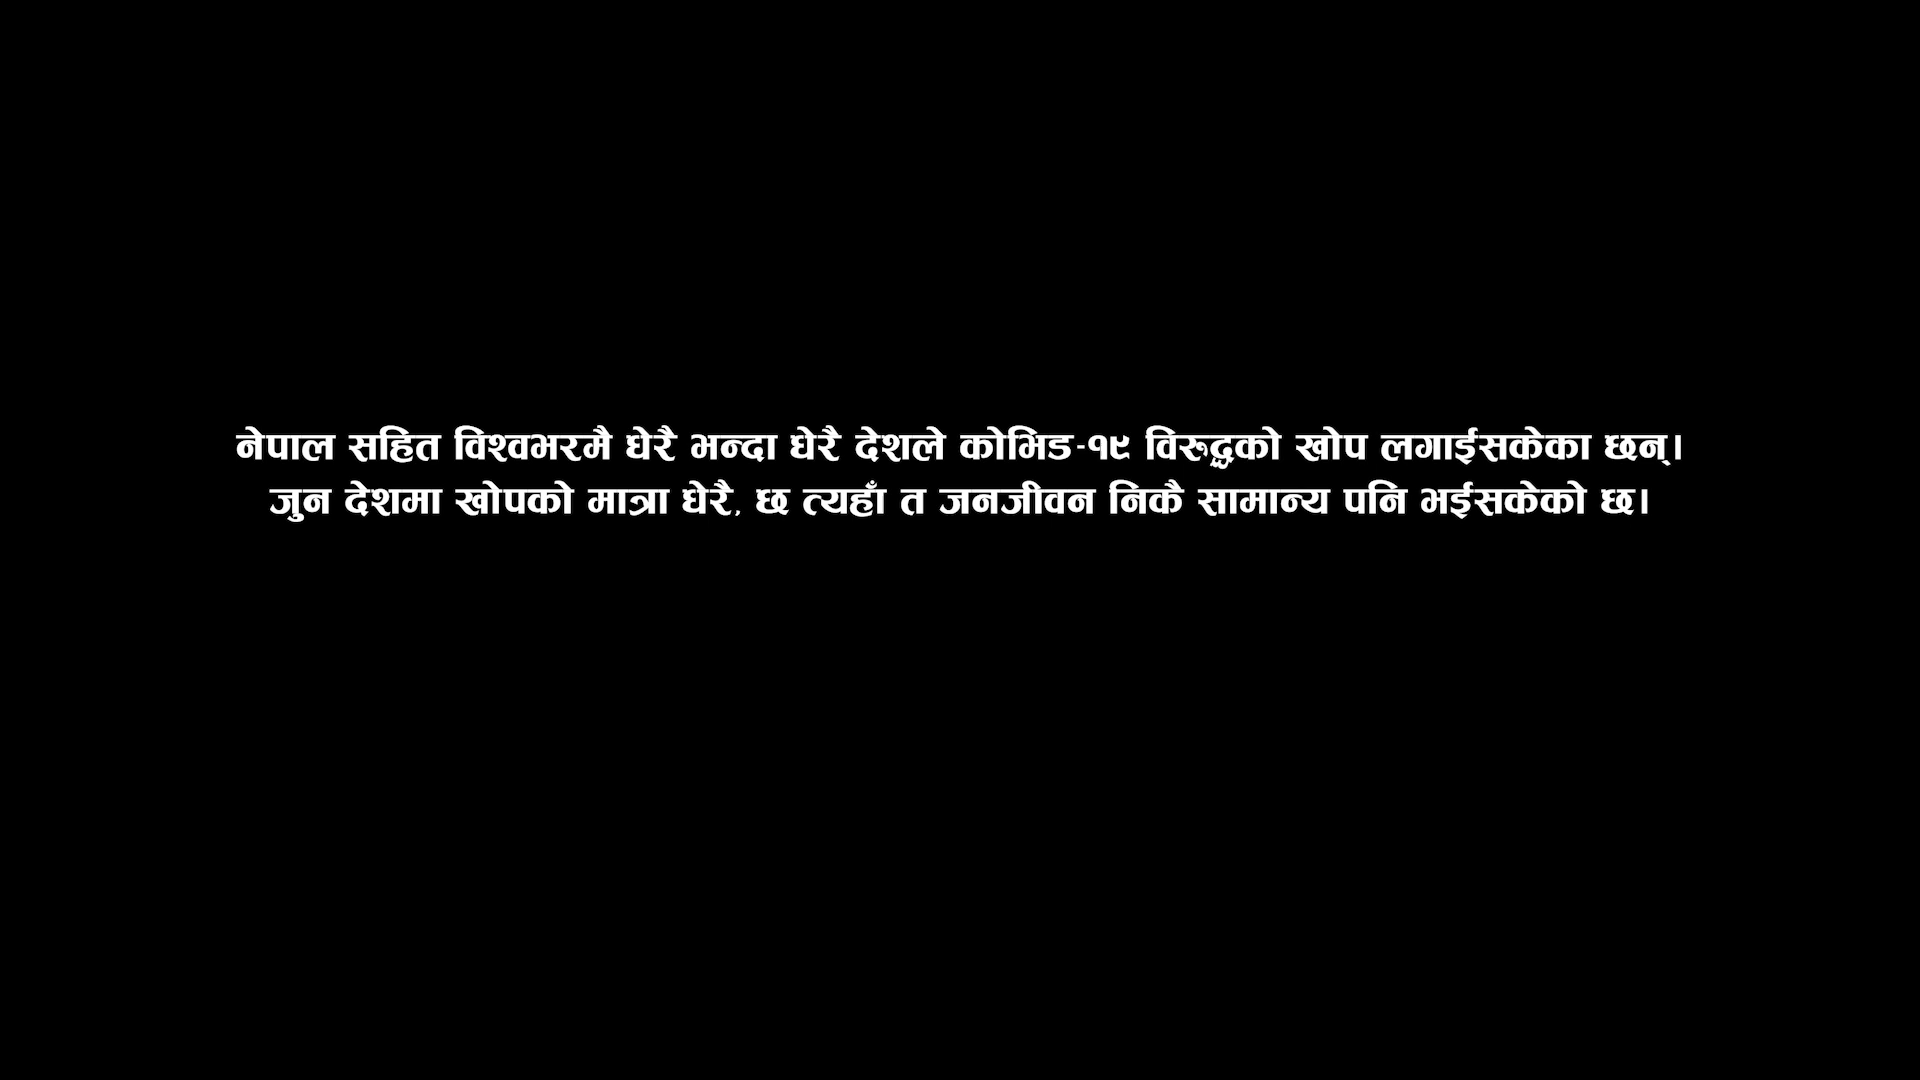 नेपाल सहित विश्वभरमै धेरै भन्दा धेरै देशले कोभिड-१९ विरुद्धको खोप लगाईसकेका छन्।
जुन देशमा खोपको मात्रा धेरै, छ त्यहाँ त जनजीवन निकै सामान्य पनि भईसकेको छ।